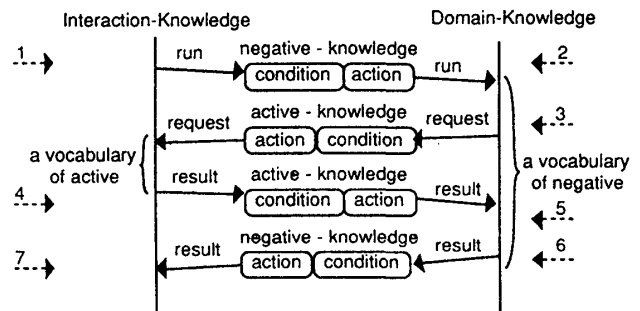 Interaction-Knowledge Domain-Knowledge
1 run negative - knowledge run 2
condition action
request active - knowledge request 3
action condition
a vocabulary of active
a vocabulary of negative
4 result active - knowledge result 5
condition action
7 result negative - knowledge result 6
action condition